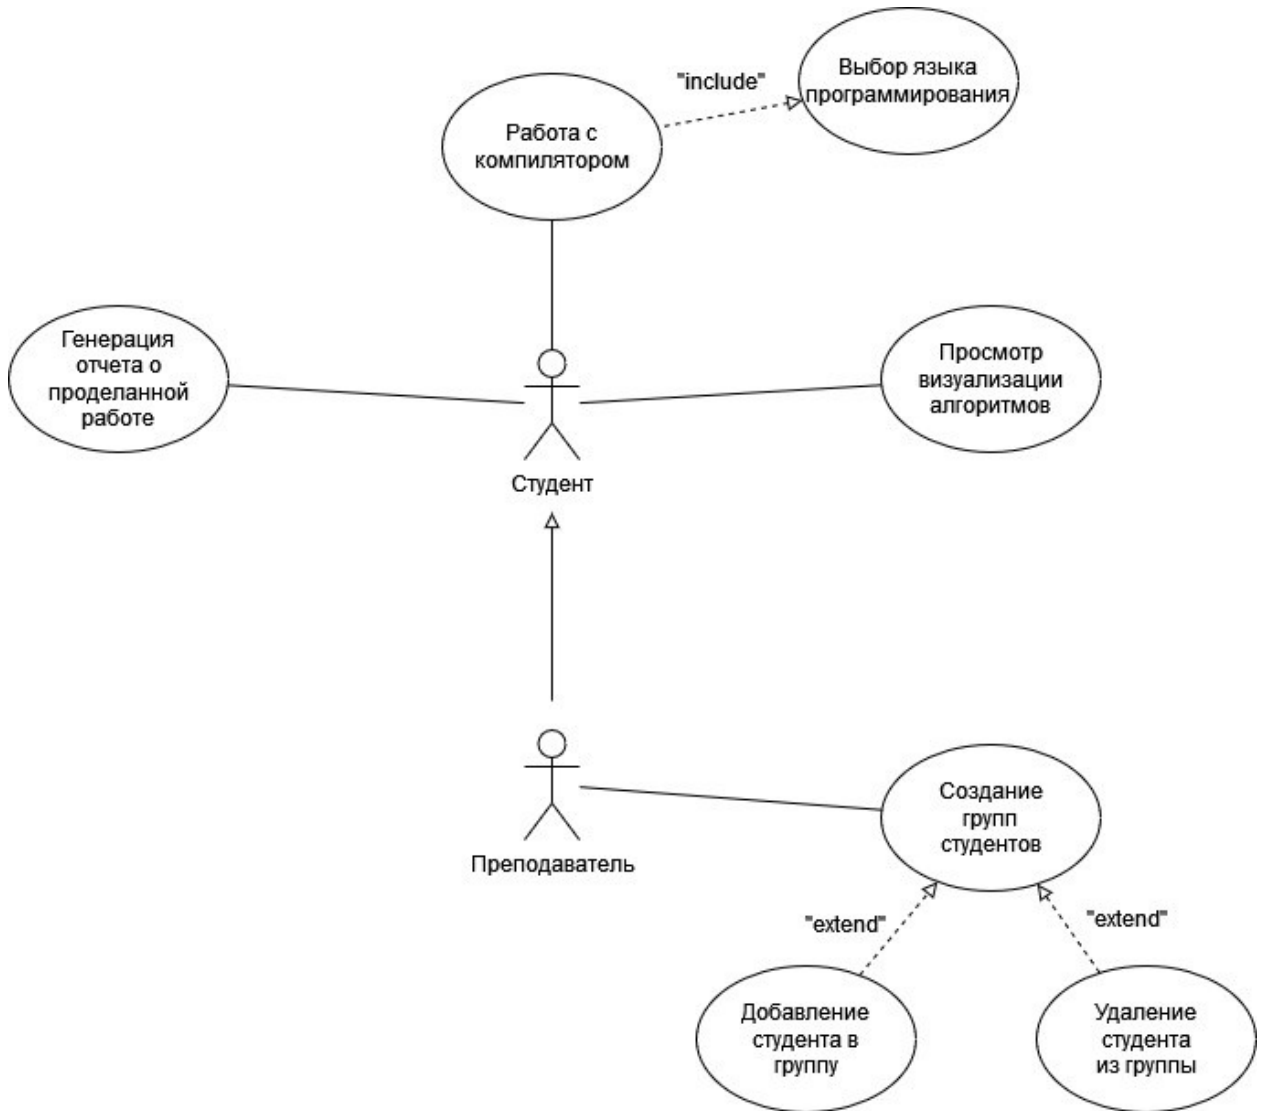 Выбор языка
программирования
"include"
Работа с
компилятором
Генерация
отчета о
проделанной
работе
Просмотр
визуализации
алгоритмов
Студент
Преподаватель
Создание
групп
студентов
"extend"
"extend"
Добавление
студента в
группу
Удаление
студента
из группы